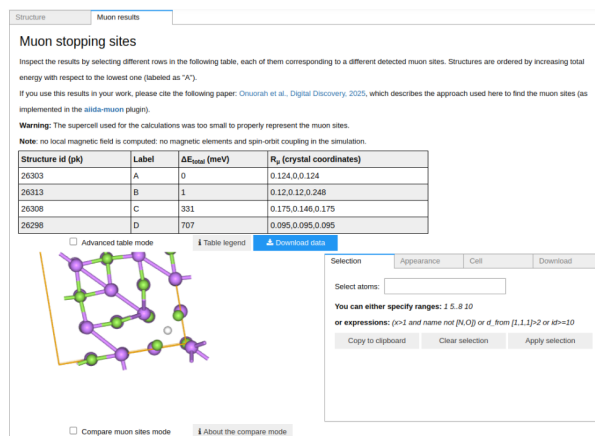 Structure
Muon results
Muon stopping sites
Inspect the results by selecting different rows in the following table, each of them corresponding to a different detected muon sites. Structures are ordered by increasing total
energy with respect to the lowest one (labeled as "A").
If you use this results in your work, please cite the following paper: Onuorah et al., Digital Discovery, 2025, which describes the approach used here to find the muon sites (as
implemented in the aiida-muon plugin).
Warning: The supercell used for the calculations was too small to properly represent the muon sites.
Note: no local magnetic field is computed: no magnetic elements and spin-orbit coupling in the simulation.
Structure id (pk) Label ΔEtotal (meV) Rμ (crystal coordinates)
26303 A 0 0.124,0,0.124
26313 B 1 0.12,0.12,0.248
26308 C 331 0.175,0.146,0.175
26298 D 707 0.095,0.095,0.095
Advanced table mode
Table legend
Download data
Selection Appearance Cell Download
Select atoms:
You can either specify ranges: 1 5..8 10
or expressions: (x>1 and name not [N,O]) or d_from [1,1,1]>2 or id>=10
Copy to clipboard Clear selection Apply selection
Compare muon sites mode
About the compare mode